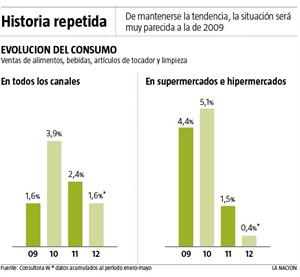 Historia repetida
De mantenerse la tendencia, la situación será
muy parecida a la de 2009
EVOLUCION DEL CONSUMO
Ventas de alimentos, bebidas, artículos de tocador y limpieza
En todos los canales
1,6%
3,9%
2,4%
1,6%*
09 10 11 12
En supermercados e hipermercados
4,4%
5,1%
1,5%
0,4%*
09 10 11 12
Fuente: Consultora W * datos acumulados al período enero-mayo
LA NACION